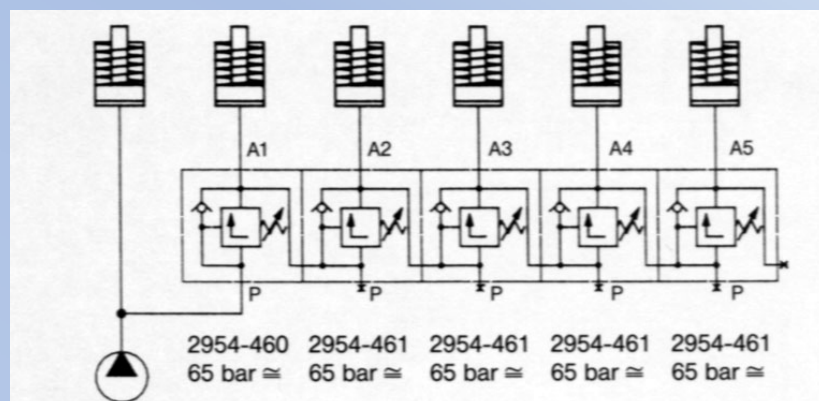 A1 A2 A3 A4 A5
P P P P P
2954-460 2954-461 2954-461 2954-461 2954-461
65 bar ≅ 65 bar ≅ 65 bar ≅ 65 bar ≅ 65 bar ≅